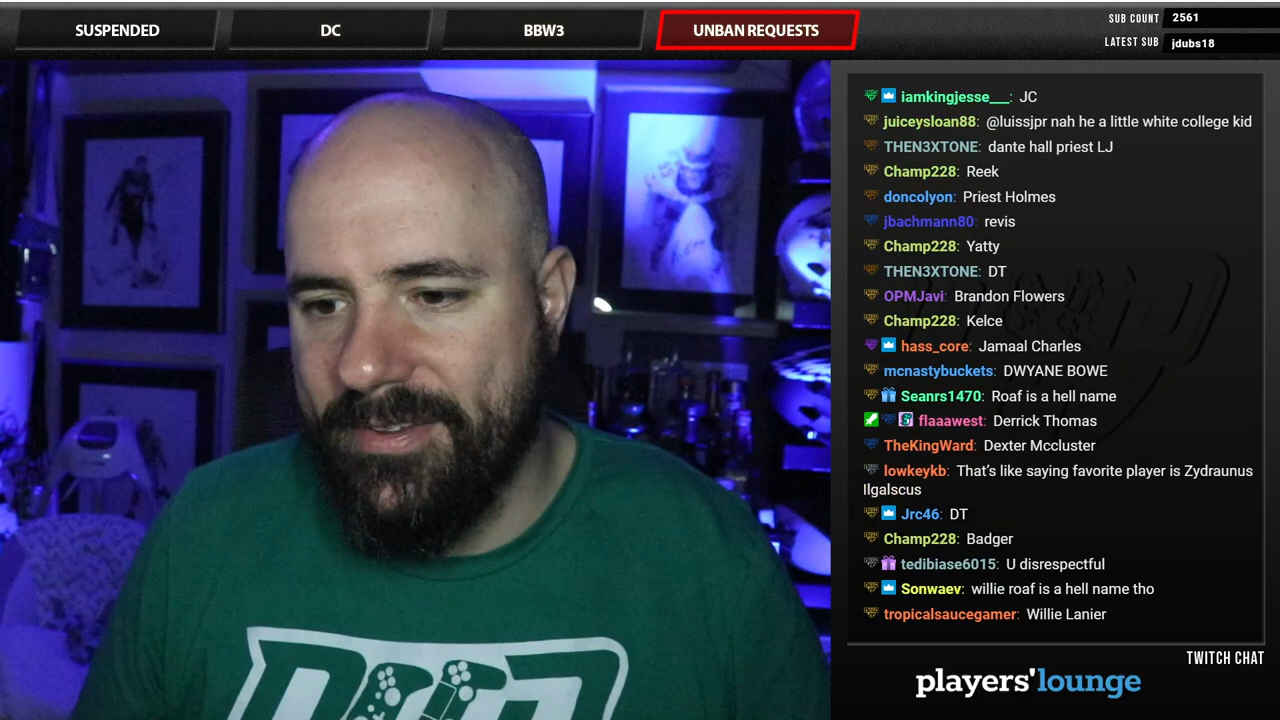 SUSPENDED
DC
BBW3
UNBAN REQUESTS
SUB COUNT 2561
LATEST SUB jdubs18
iamkingjesse___: JC
juiceysloan88: @luissjpr nah he a little white college kid
THEN3XTONE: dante hall priest LJ
Champ228: Reek
doncolyon: Priest Holmes
jbachmann80: revis
Champ228: Yatty
THEN3XTONE: DT
OPMJavi: Brandon Flowers
Champ228: Kelce
hass_core: Jamaal Charles
mcnastybuckets: DWYANE BOWE
Seanrs1470: Roaf is a hell name
flaaawest: Derrick Thomas
TheKingWard: Dexter Mccluster
lowkeykb: That's like saying favorite player is Zydraunus
Ilgalscus
Jrc46: DT
Champ228: Badger
tedibiase6015: U disrespectful
Sonwaev: willie roaf is a hell name tho
tropicalsaucegamer: Willie Lanier
TWITCH CHAT
players'lounge